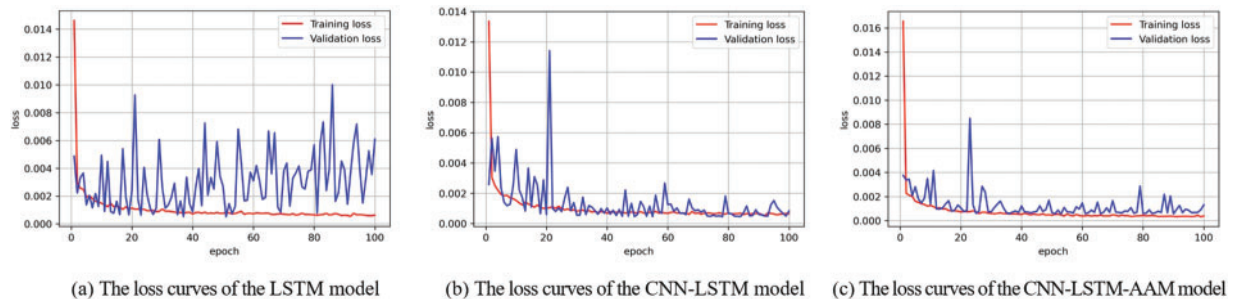 0.014
0.012
0.010
0.008
0.006
0.004
0.002
0.000
loss
0 20 40 60 80 100
epoch
Training loss
Validation loss
(a) The loss curves of the LSTM model
0.014
0.012
0.010
0.008
0.006
0.004
0.002
0.000
loss
0 20 40 60 80 100
epoch
Training loss
Validation loss
(b) The loss curves of the CNN-LSTM model
0.016
0.014
0.012
0.010
0.008
0.006
0.004
0.002
0.000
loss
0 20 40 60 80 100
epoch
Training loss
Validation loss
(c) The loss curves of the CNN-LSTM-AAM model